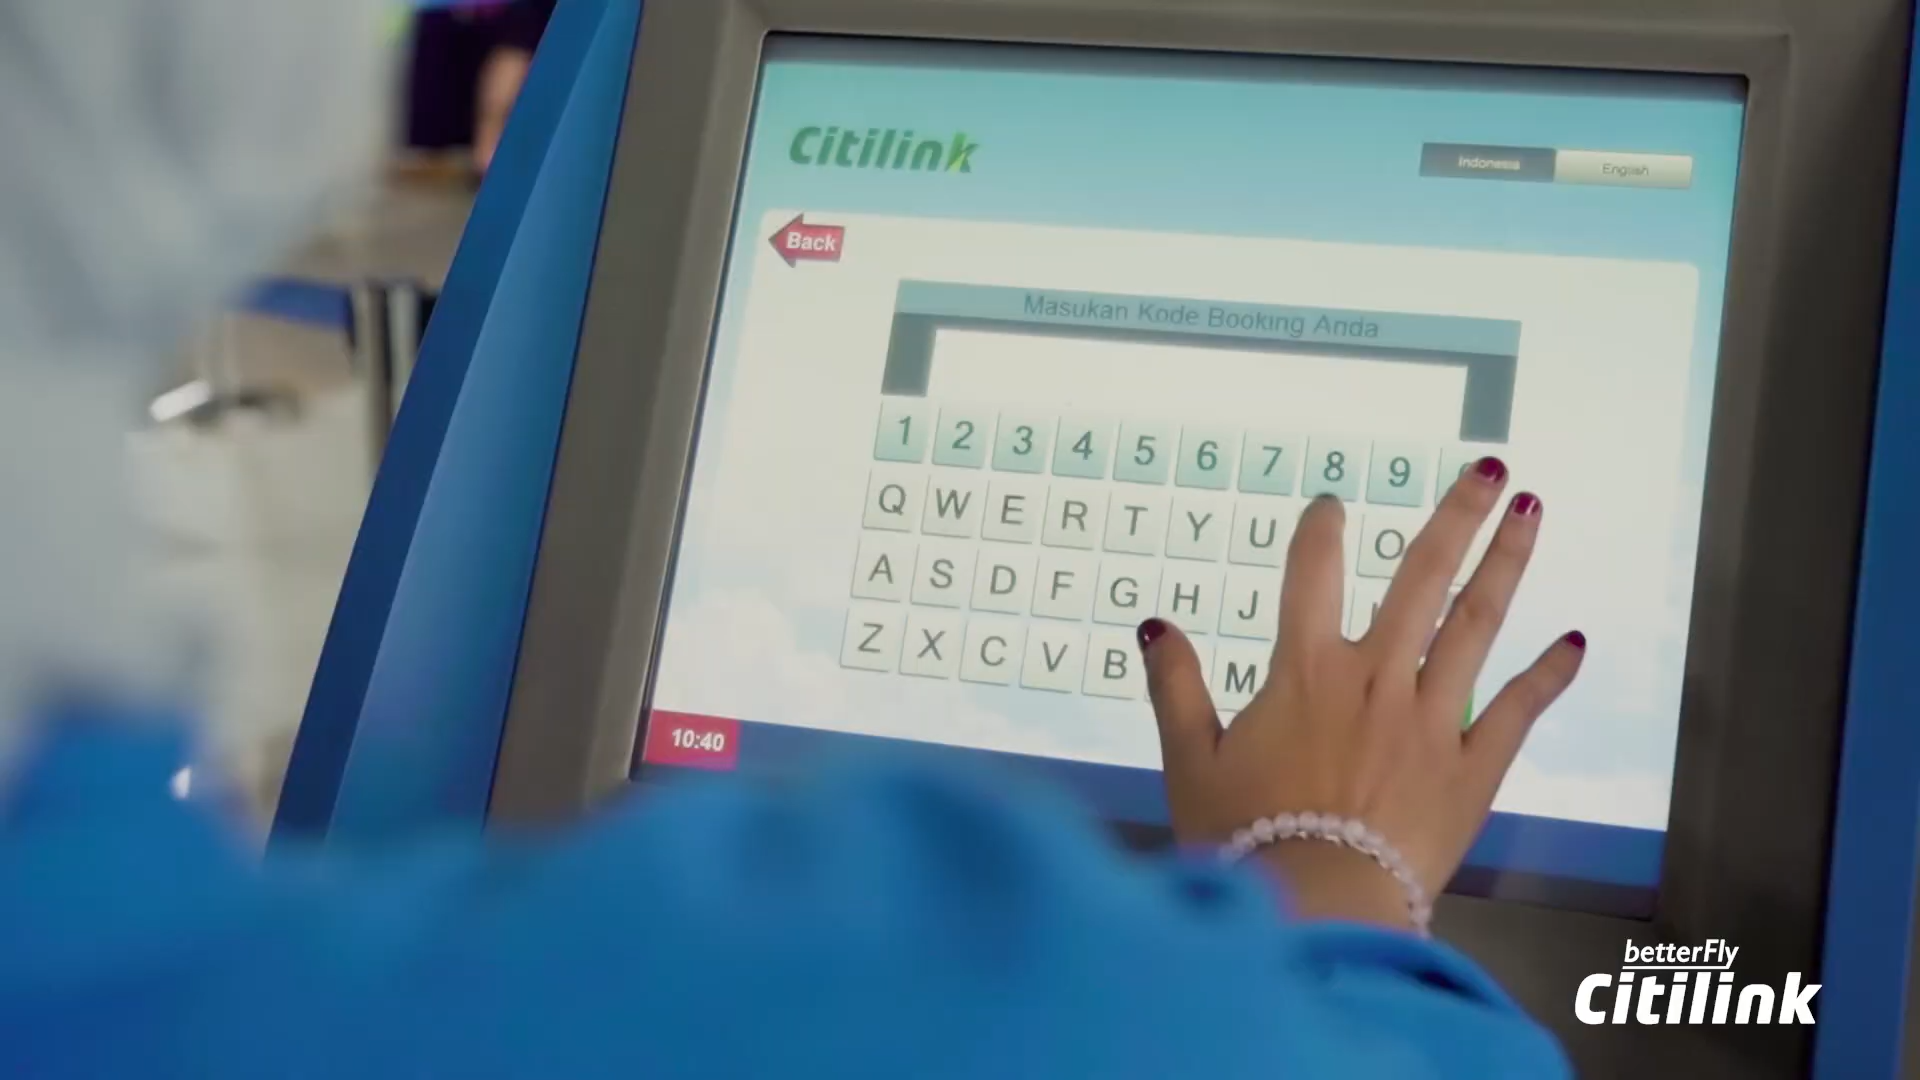 Citilink
Indonesia English
Back
Masukan Kode Booking Anda
1 2 3 4 5 6 7 8 9
Q W E R T Y U O
A S D F G H J
Z X C V B M
10:40
betterFly
Citilink